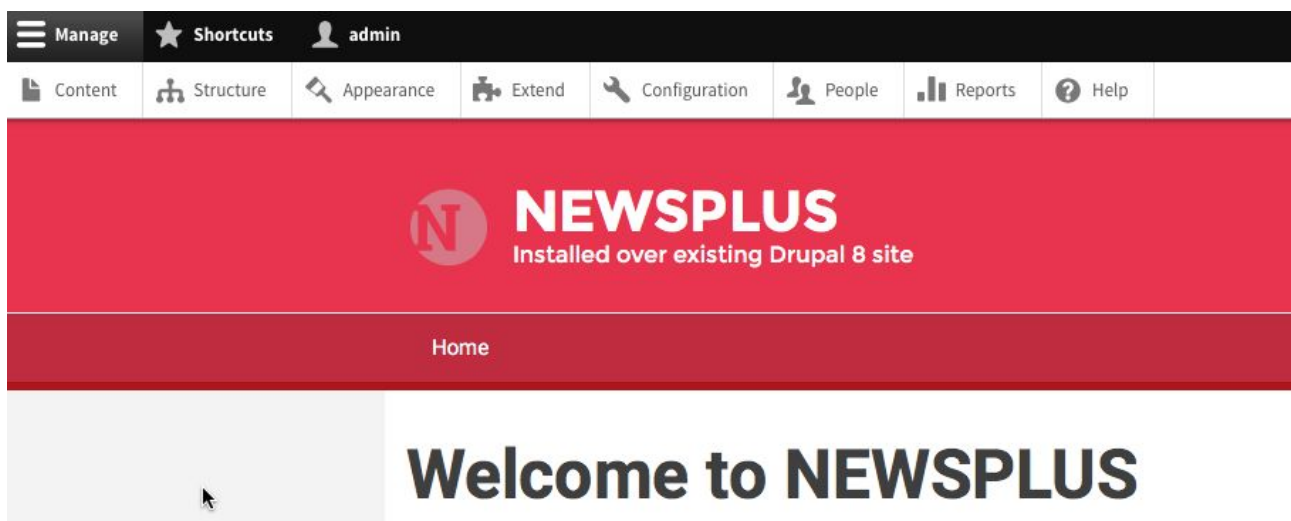 Manage Shortcuts admin
Content Structure Appearance Extend Configuration People Reports Help
N NEWSPLUS
Installed over existing Drupal 8 site
Home
Welcome to NEWSPLUS